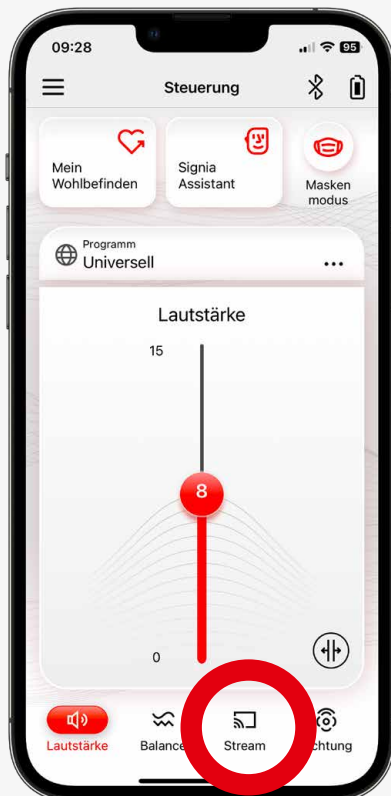 09:28
95
Steuerung
Mein
Wohlbefinden
Signia
Assistant
Masken
modus
Programm
Universell
...
Lautstärke
15
8
0
Lautstärke
Balance
Stream
chtung